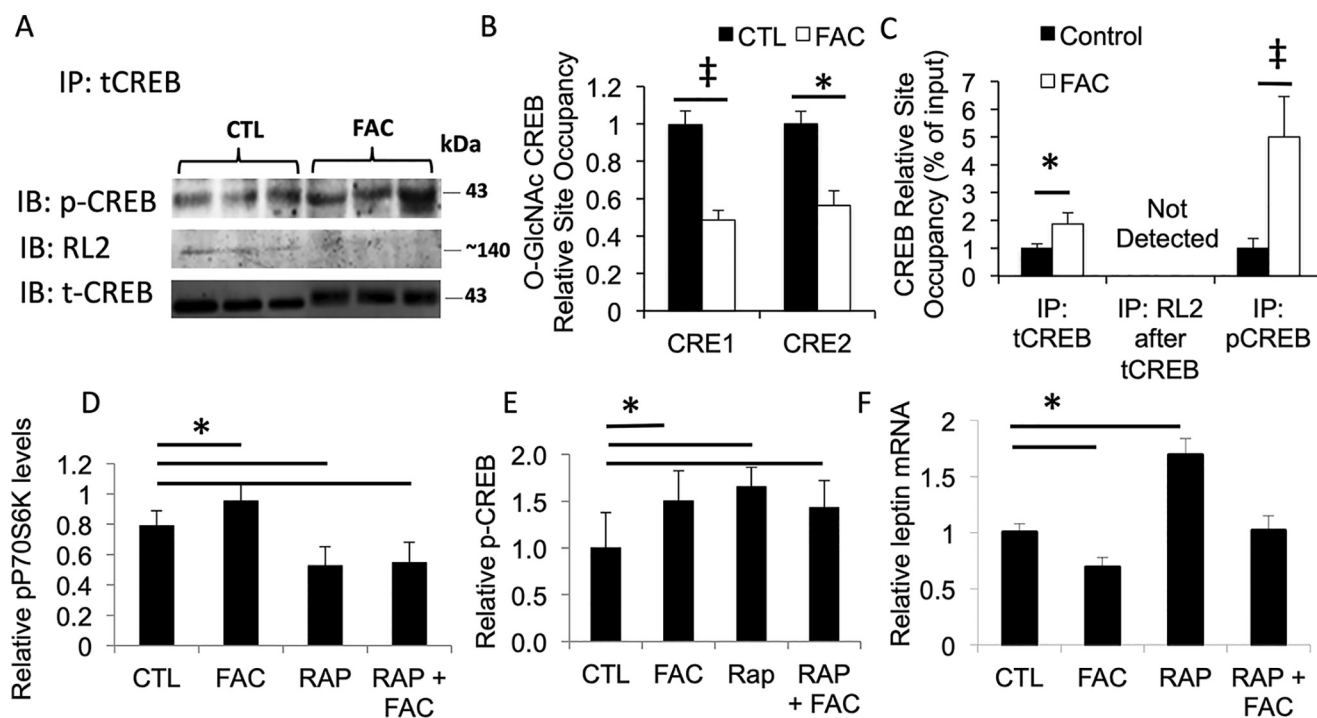 A
IP: tCREB
CTL
FAC
kDa
IB: p-CREB
43
IB: RL2
~140
IB: t-CREB
43
B
CTL FAC
O-GlcNAc CREB
Relative Site Occupancy
1.2
1
0.8
0.6
0.4
0.2
0
‡
*
CRE1
CRE2
C
Control
FAC
CREB Relative Site
Occupancy (% of input)
7
6
5
4
3
2
1
0
*
Not
Detected
‡
IP:
tCREB
IP: RL2
after
tCREB
IP:
pCREB
D
Relative pP70S6K levels
1.2
1
0.8
0.6
0.4
0.2
0
*
CTL
FAC
RAP
RAP +
FAC
E
Relative p-CREB
2.0
1.5
1.0
0.5
0.0
*
CTL
FAC
Rap
RAP
+ FAC
F
Relative leptin mRNA
2
1.5
1
0.5
0
*
CTL
FAC
RAP
RAP +
FAC